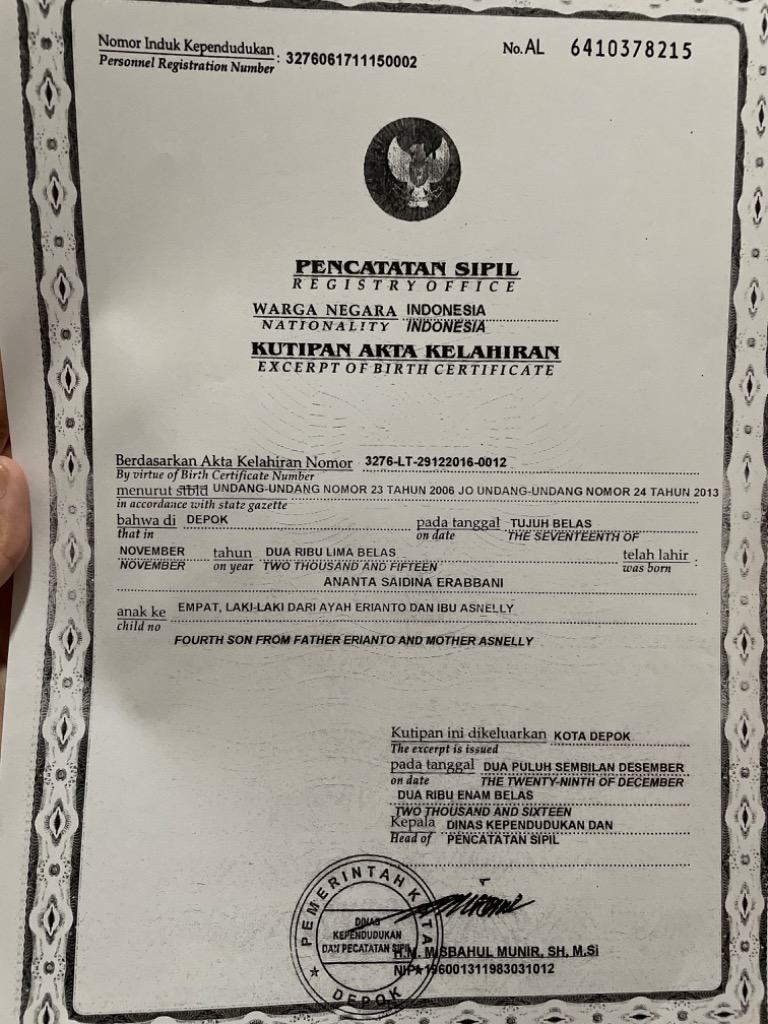 Nomor Induk Kependudukan : 3276061711150002
Personnel Registration Number
No. AL 6410378215
PENCATATAN SIPIL
REGISTRY OFFICE
WARGA NEGARA INDONESIA
NATIONALITY INDONESIA
KUTIPAN AKTA KELAHIRAN
EXCERPT OF BIRTH CERTIFICATE
Berdasarkan Akta Kelahiran Nomor 3276-LT-29122016-0012
By virtue of Birth Certificate Number
menurut stbld UNDANG-UNDANG NOMOR 23 TAHUN 2006 JO UNDANG-UNDANG NOMOR 24 TAHUN 2013
in accordance with state gazette
bahwa di DEPOK pada tanggal TUJUH BELAS
that in on date THE SEVENTEENTH OF
NOVEMBER tahun DUA RIBU LIMA BELAS telah lahir :
NOVEMBER on year TWO THOUSAND AND FIFTEEN was born
ANANTA SAIDINA ERABBANI
anak ke EMPAT, LAKI-LAKI DARI AYAH ERIANTO DAN IBU ASNELLY
child no
FOURTH SON FROM FATHER ERIANTO AND MOTHER ASNELLY
Kutipan ini dikeluarkan KOTA DEPOK
The excerpt is issued
pada tanggal DUA PULUH SEMBILAN DESEMBER
on date THE TWENTY-NINTH OF DECEMBER
DUA RIBU ENAM BELAS
TWO THOUSAND AND SIXTEEN
Kepala DINAS KEPENDUDUKAN DAN
Head of PENCATATAN SIPIL
PEMERINTAH KOTA
DINAS
KEPENDUDUKAN
DAN PECATATAN SIPIL
DEPOK
H.M. MISBAHUL MUNIR, SH, M.Si
NIP. 196001311983031012